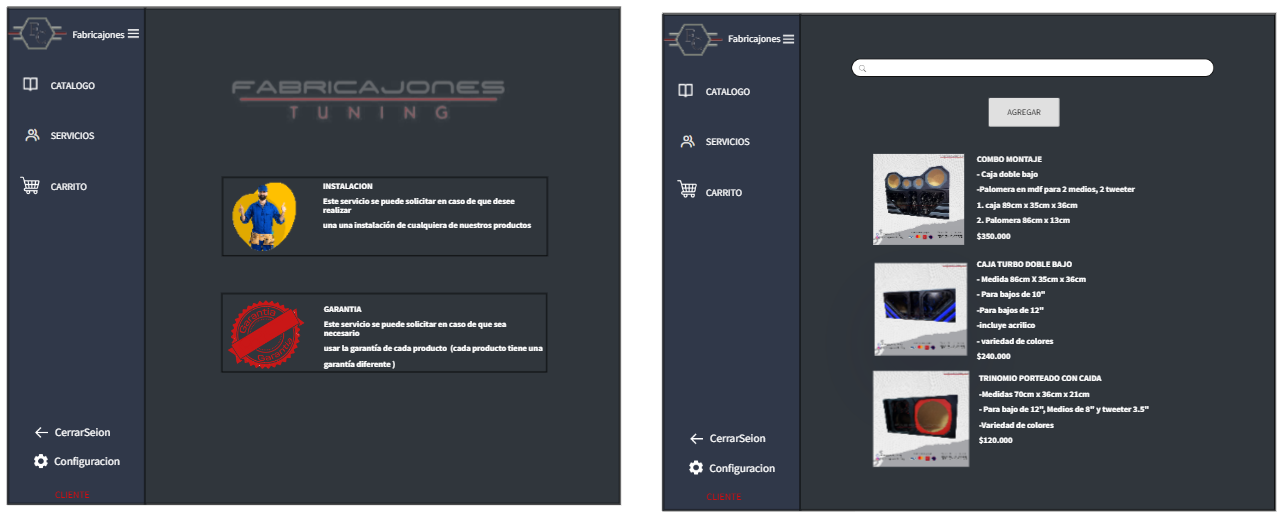 Fabricajones
CATALOGO
SERVICIOS
CARRITO
FABRICAJONES
TUNING
INSTALACION
Este servicio se puede solicitar en caso de que desee
realizar
una una instalación de cualquiera de nuestros productos
Garantía
Garantía
GARANTIA
Este servicio se puede solicitar en caso de que sea
necesario
usar la garantía de cada producto (cada producto tiene una
garantía diferente )
CerrarSeion
Configuracion
CLIENTE
Fabricajones
CATALOGO
SERVICIOS
CARRITO
AGREGAR
COMBO MONTAJE
- Caja doble bajo
-Palomera en mdf para 2 medios, 2 tweeter
1. caja 89cm x 35cm x 36cm
2. Palomera 86cm x 13cm
$350.000
CAJA TURBO DOBLE BAJO
- Medida 86cm X 35cm x 36cm
- Para bajos de 10"
-Para bajos de 12"
-incluye acrilico
- variedad de colores
$240.000
TRINOMIO PORTEADO CON CAIDA
-Medidas 70cm x 36cm x 21cm
- Para bajo de 12", Medios de 8" y tweeter 3.5"
-Variedad de colores
$120.000
CerrarSeion
Configuracion
CLIENTE